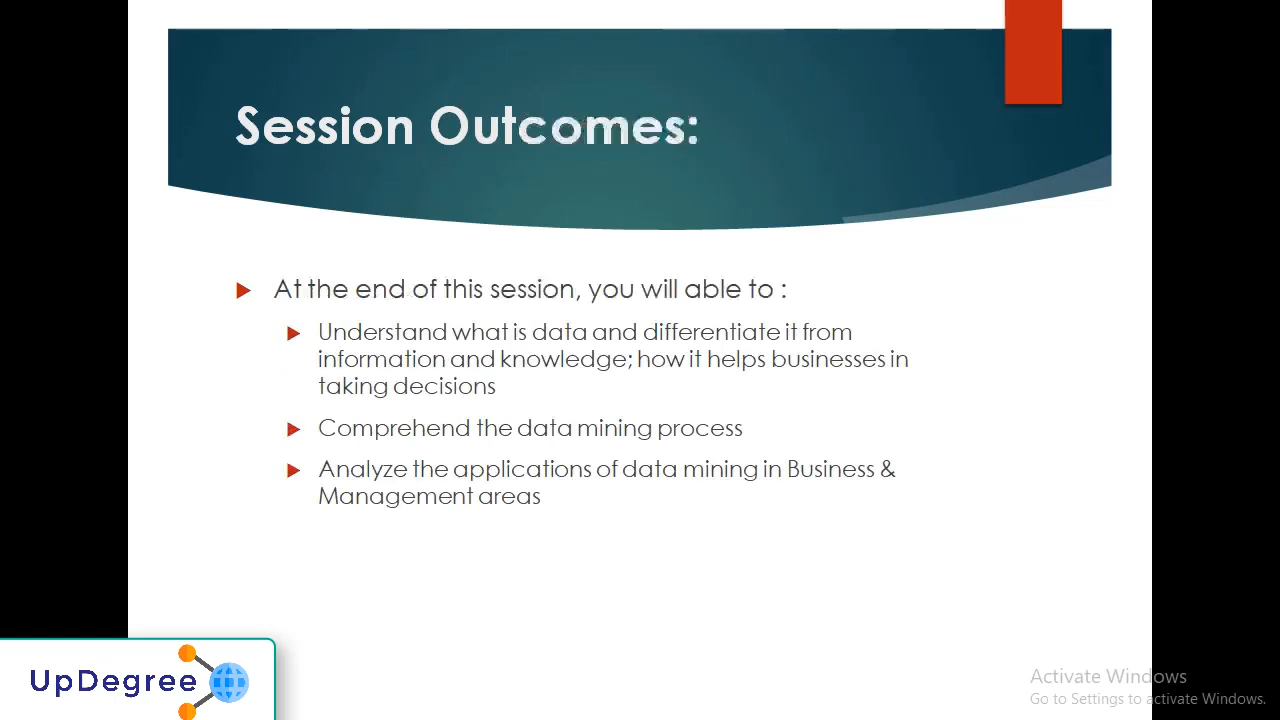 Session Outcomes:
At the end of this session, you will able to :
Understand what is data and differentiate it from
information and knowledge; how it helps businesses in
taking decisions
Comprehend the data mining process
Analyze the applications of data mining in Business &
Management areas
UpDegree
Activate Windows
Go to Settings to activate Windows.